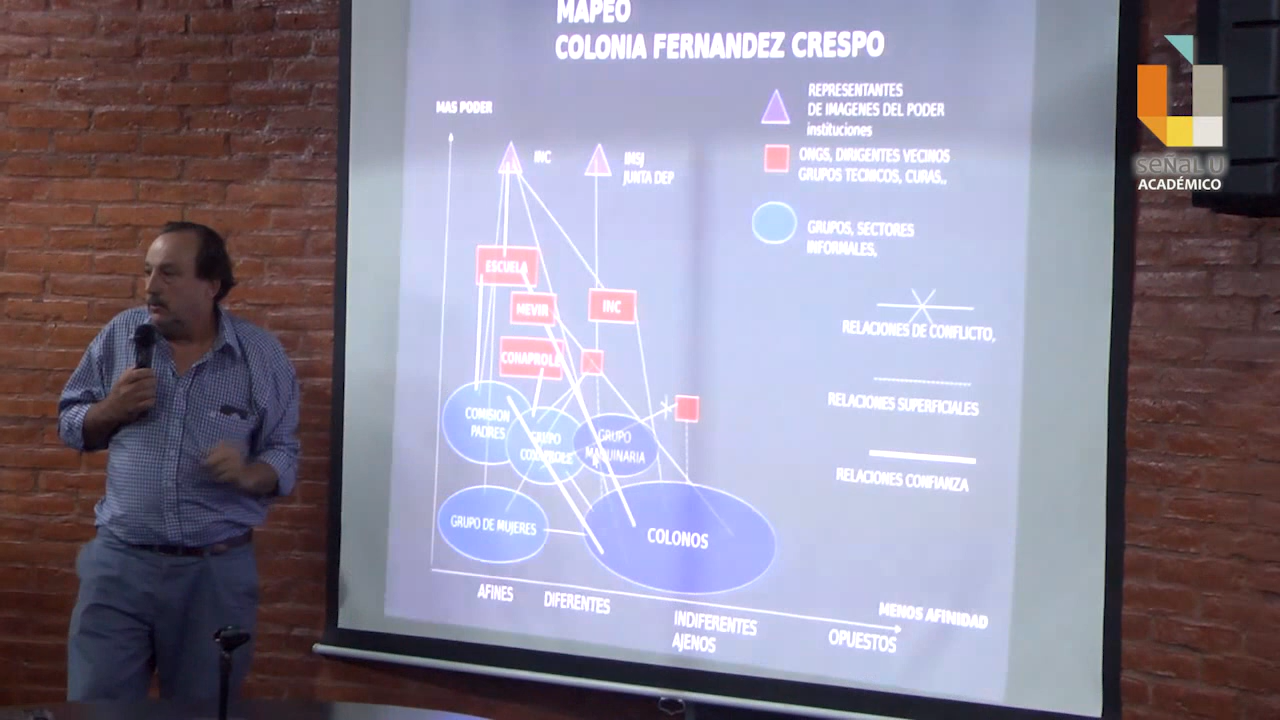 MAPEO
COLONIA FERNANDEZ CRESPO
MAS PODER
REPRESENTANTES
DE IMAGENES DEL PODER
instituciones
ONGS, DIRIGENTES VECINOS
GRUPOS TECNICOS, CURAS..
GRUPOS, SECTORES
INFORMALES,
INC
INSJ
JUNTA DEP
ESCUELA
MEVIR
INC
CONAPROLE
COMISION
PADRES
GRUPO
CONAPROLE
GRUPO
MAQUINARIA
GRUPO DE MUJERES
COLONOS
RELACIONES DE CONFLICTO,
RELACIONES SUPERFICIALES
RELACIONES CONFIANZA
AFINES
DIFERENTES
INDIFERENTES
AJENOS
OPUESTOS
MENOS AFINIDAD
SEÑAL U
ACADÉMICO